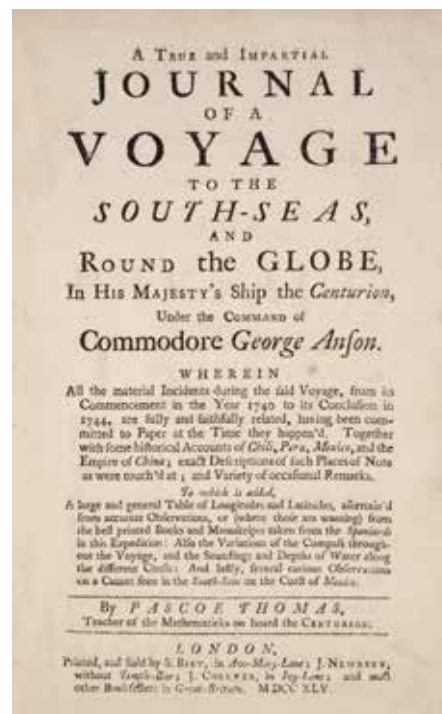 A TRUE and IMPARTIAL
JOURNAL
OF A
VOYAGE
TO THE
SOUTH-SEAS,
AND
ROUND the GLOBE,
In HIS MAJESTY's Ship the Centurion,
Under the COMMAND of
Commodore George Anſon.
WHEREIN
All the material Incidents during the ſaid Voyage, from its
Commencement in the Year 1740 to its Concluſion in
1744, are fully and faithfully related, having been com-
mitted to Paper at the Time they happen'd. Together
with ſome hiſtorical Accounts of Chili, Peru, Mexico, and the
Empire of China; exact Deſcriptions of ſuch Places of Note
as were touch'd at; and Variety of occaſional Remarks.
To which is added,
A large and general Table of Longitudes and Latitudes, aſcertain'd
from accurate Obſervations, or (where thoſe are wanting) from
the beſt printed Books and Manuſcripts taken from the Spaniards
in this Expedition: Alſo the Variation of the Compaſs through-
out the Voyage, and the Soundings and Depths of Water along
the different Coaſts: And laſtly, ſeveral curious Obſervations
on a Comet ſeen in the South-Seas on the Coaſt of Mexico.
By PASCOE THOMAS,
Teacher of the Mathematicks on board the CENTURION.
LONDON,
Printed, and ſold by S. BIRT, in Ave-Mary-Lane; J. NEWBERY,
without Temple-Bar; J. COLLYER, in Ivy-Lane; and moſt
other Bookſellers in Great-Britain. MDCCXLV.